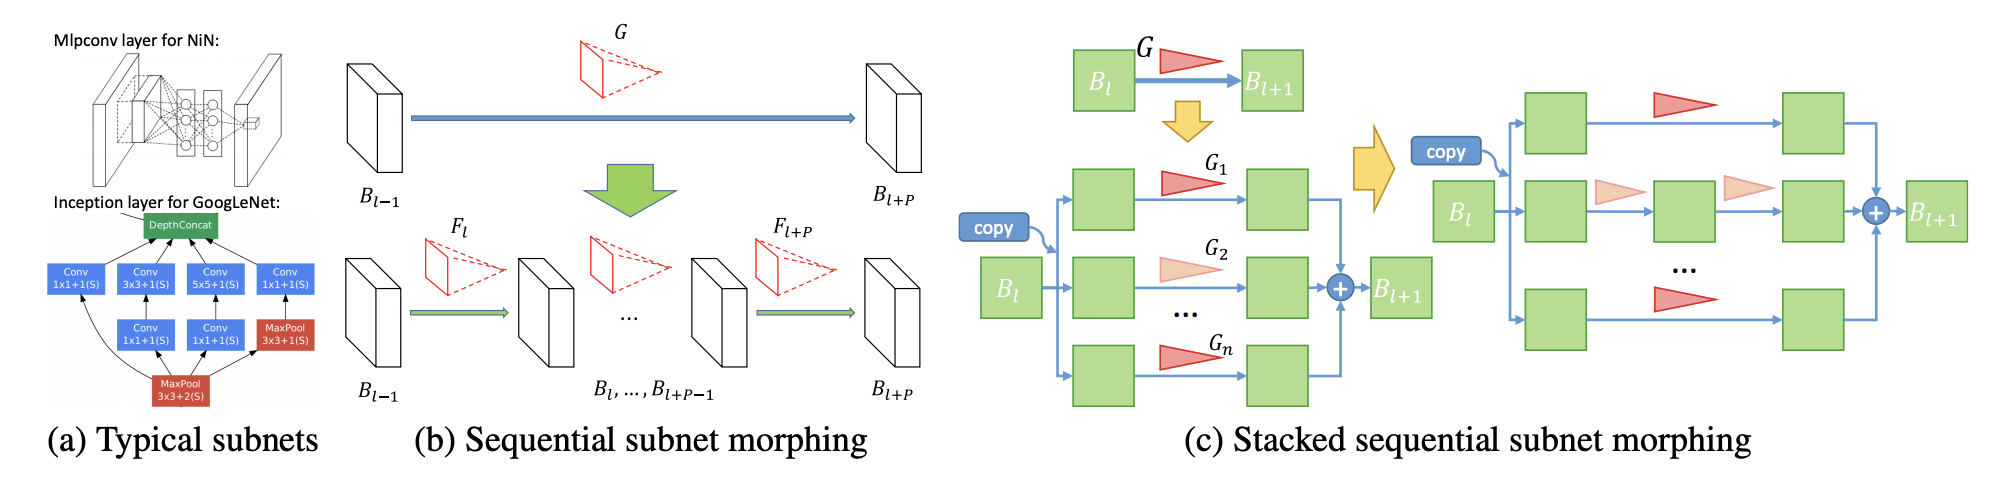 Mlpconv layer for NiN:
Inception layer for GoogLeNet:
DepthConcat
Conv
1x1+1(S)
Conv
3x3+1(S)
Conv
5x5+1(S)
Conv
1x1+1(S)
Conv
1x1+1(S)
Conv
1x1+1(S)
MaxPool
3x3+1(S)
MaxPool
3x3+2(S)
(a) Typical subnets
G
B_{l-1}
B_{l+P}
F_l
F_{l+P}
...
B_{l-1}
B_l, ..., B_{l+P-1}
B_{l+P}
(b) Sequential subnet morphing
G
B_l
B_{l+1}
G_1
copy
G_2
B_l
+
B_{l+1}
...
G_n
copy
B_l
+
B_{l+1}
...
(c) Stacked sequential subnet morphing